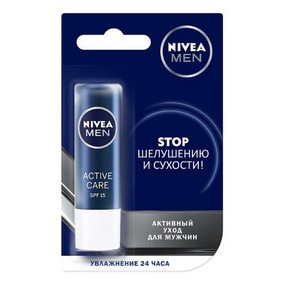 NIVEA
MEN
NIVEA
MEN
ACTIVE
CARE
SPF 15
STOP
ШЕЛУШЕНИЮ
И СУХОСТИ!
АКТИВНЫЙ
УХОД
ДЛЯ МУЖЧИН
УВЛАЖНЕНИЕ 24 ЧАСА